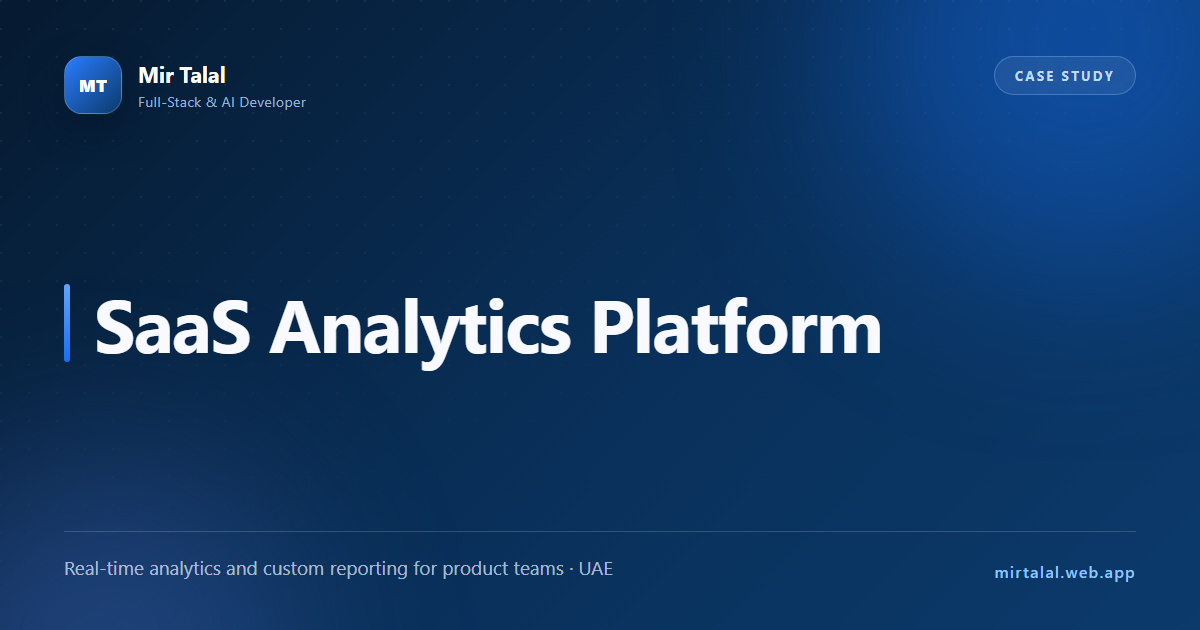 MT
Mir Talal
Full-Stack & AI Developer
CASE STUDY
SaaS Analytics Platform
Real-time analytics and custom reporting for product teams · UAE
mirtalal.web.app